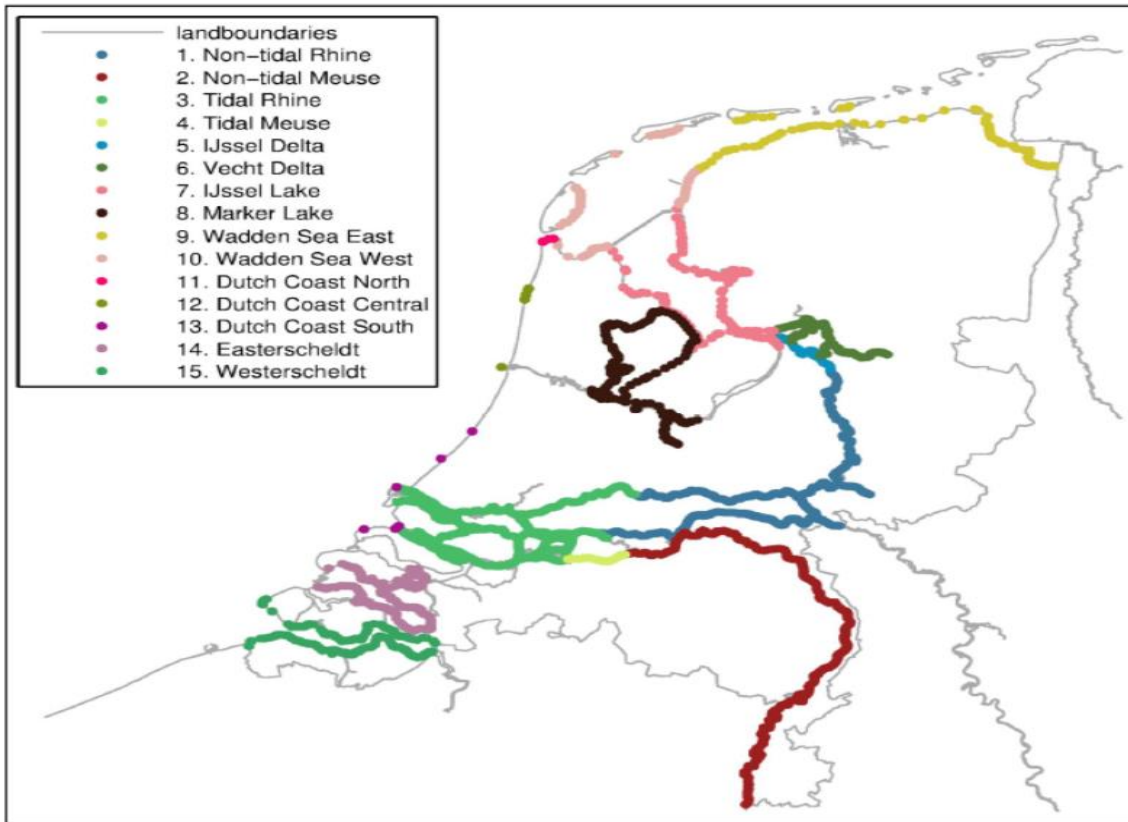 landboundaries
1. Non-tidal Rhine
2. Non-tidal Meuse
3. Tidal Rhine
4. Tidal Meuse
5. IJssel Delta
6. Vecht Delta
7. IJssel Lake
8. Marker Lake
9. Wadden Sea East
10. Wadden Sea West
11. Dutch Coast North
12. Dutch Coast Central
13. Dutch Coast South
14. Easterscheldt
15. Westerscheldt